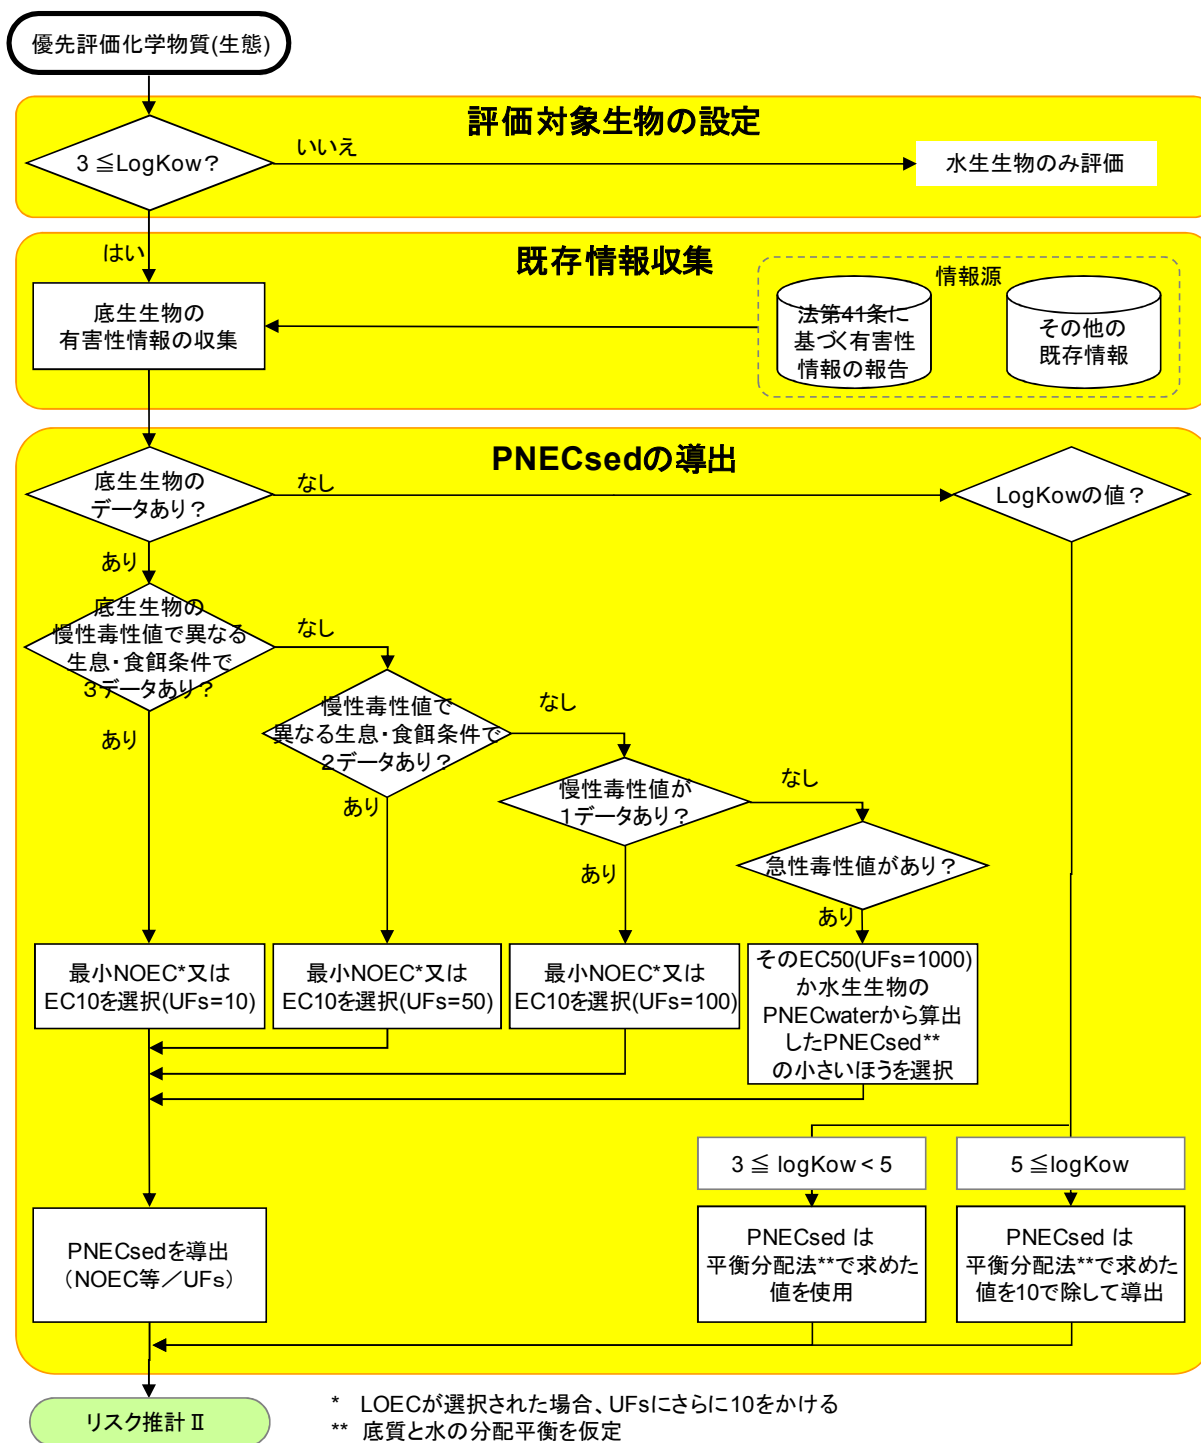 優先評価化学物質(生態)
評価対象生物の設定
3 ≦LogKow？
いいえ
水生生物のみ評価
はい
既存情報収集
情報源
底生生物の
有害性情報の収集
法第41条に
基づく有害性
情報の報告
その他の
既存情報
PNECsedの導出
底生生物の
データあり？
なし
LogKowの値？
あり
底生生物の
慢性毒性値で異なる
生息・食餌条件で
３データあり？
なし
あり
慢性毒性値で
異なる生息・食餌条件で
２データあり？
なし
あり
慢性毒性値が
１データあり？
なし
あり
急性毒性値があり？
あり
最小NOEC*又は
EC10を選択(UFs=10)
最小NOEC*又は
EC10を選択(UFs=50)
最小NOEC*又は
EC10を選択(UFs=100)
そのEC50(UFs=1000)
か水生生物の
PNECwaterから算出
したPNECsed**
の小さいほうを選択
3 ≦ logKow < 5
5 ≦logKow
PNECsedを導出
（NOEC等／UFs）
PNECsed は
平衡分配法**で求めた
値を使用
PNECsed は
平衡分配法**で求めた
値を10で除して導出
リスク推計Ⅱ
* LOECが選択された場合、UFsにさらに10をかける
** 底質と水の分配平衡を仮定